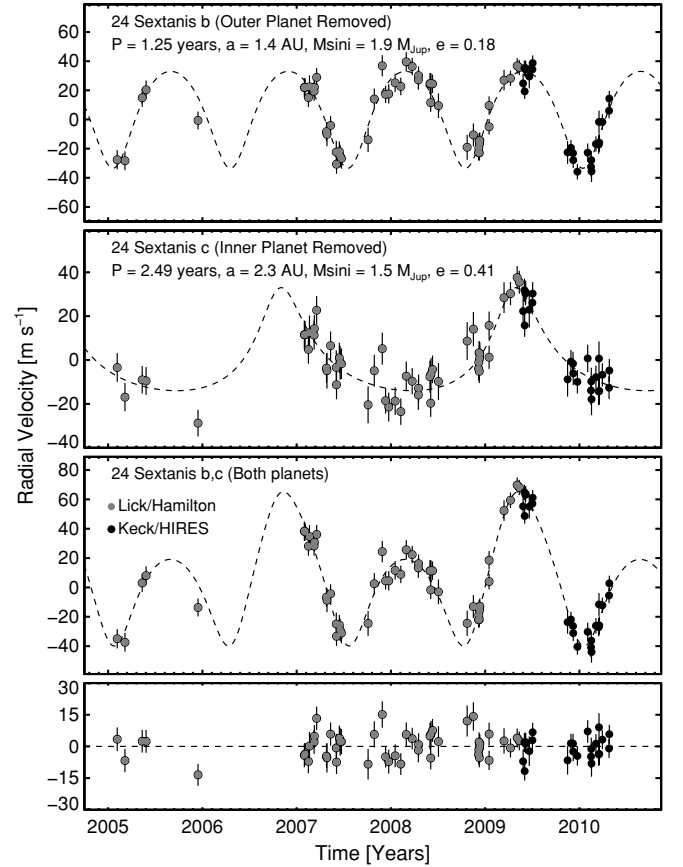 24 Sextanis b (Outer Planet Removed)
P = 1.25 years, a = 1.4 AU, Msini = 1.9 M_Jup, e = 0.18
60
40
20
0
−20
−40
−60
24 Sextanis c (Inner Planet Removed)
P = 2.49 years, a = 2.3 AU, Msini = 1.5 M_Jup, e = 0.41
40
20
0
−20
−40
Radial Velocity [m s⁻¹]
24 Sextanis b,c (Both planets)
Lick/Hamilton
Keck/HIRES
80
60
40
20
0
−20
−40
30
15
0
−15
−30
2005 2006 2007 2008 2009 2010
Time [Years]